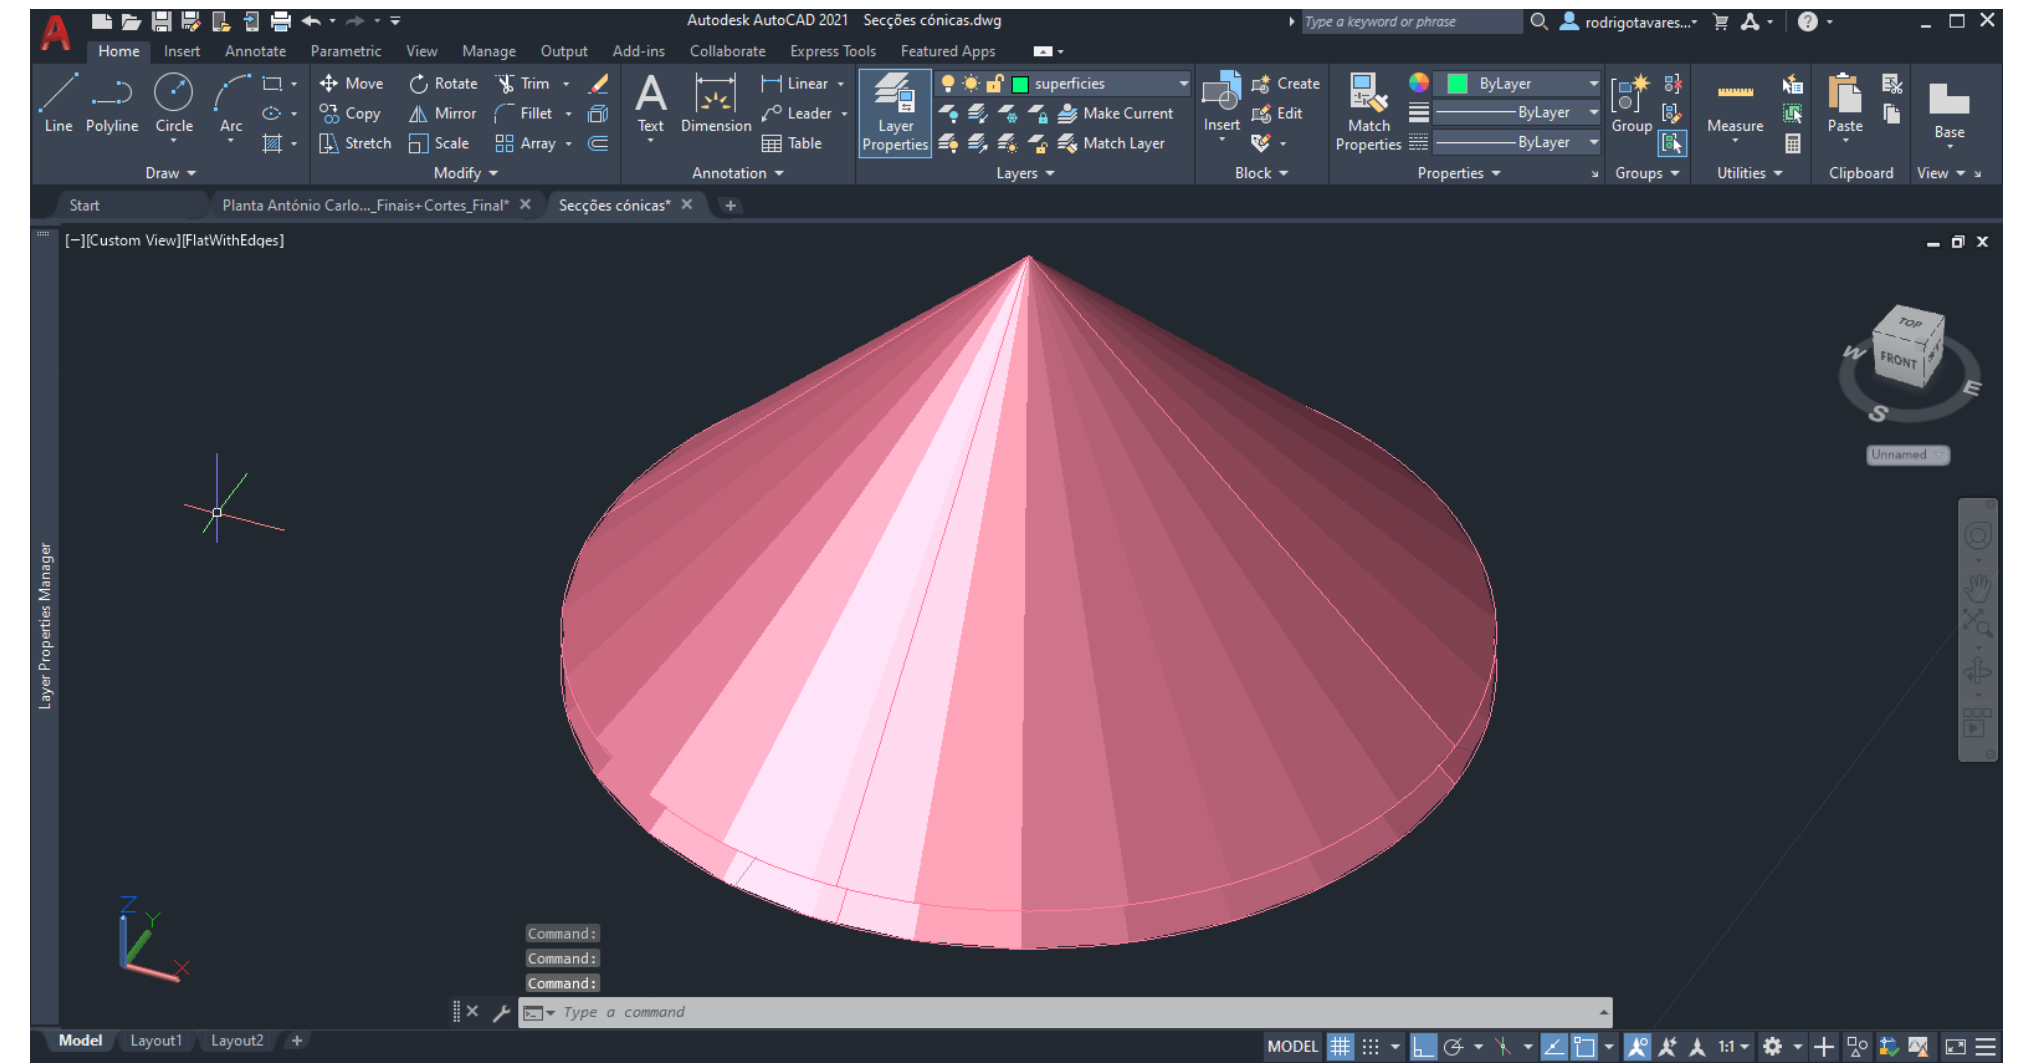 Autodesk AutoCAD 2021 Secções cónicas.dwg
Type a keyword or phrase
rodrigotavares...
Home Insert Annotate Parametric View Manage Output Add-ins Collaborate Express Tools Featured Apps
Line Polyline Circle Arc
Draw
Move Rotate Trim
Copy Mirror Fillet
Stretch Scale Array
Modify
Text Dimension
Linear
Leader
Table
Annotation
Layer Properties
superfícies
Make Current
Match Layer
Layers
Insert
Create
Edit
Block
Match Properties
ByLayer
ByLayer
ByLayer
Properties
Group
Groups
Measure
Utilities
Paste
Clipboard
Base
View
Start
Planta António Carlo..._Finais+Cortes_Final*
Secções cónicas*
[−][Custom View][FlatWithEdges]
TOP
FRONT
W
S
E
Unnamed
Layer Properties Manager
Z
Y
X
Command:
Command:
Command:
Type a command
Model Layout1 Layout2
MODEL
1:1